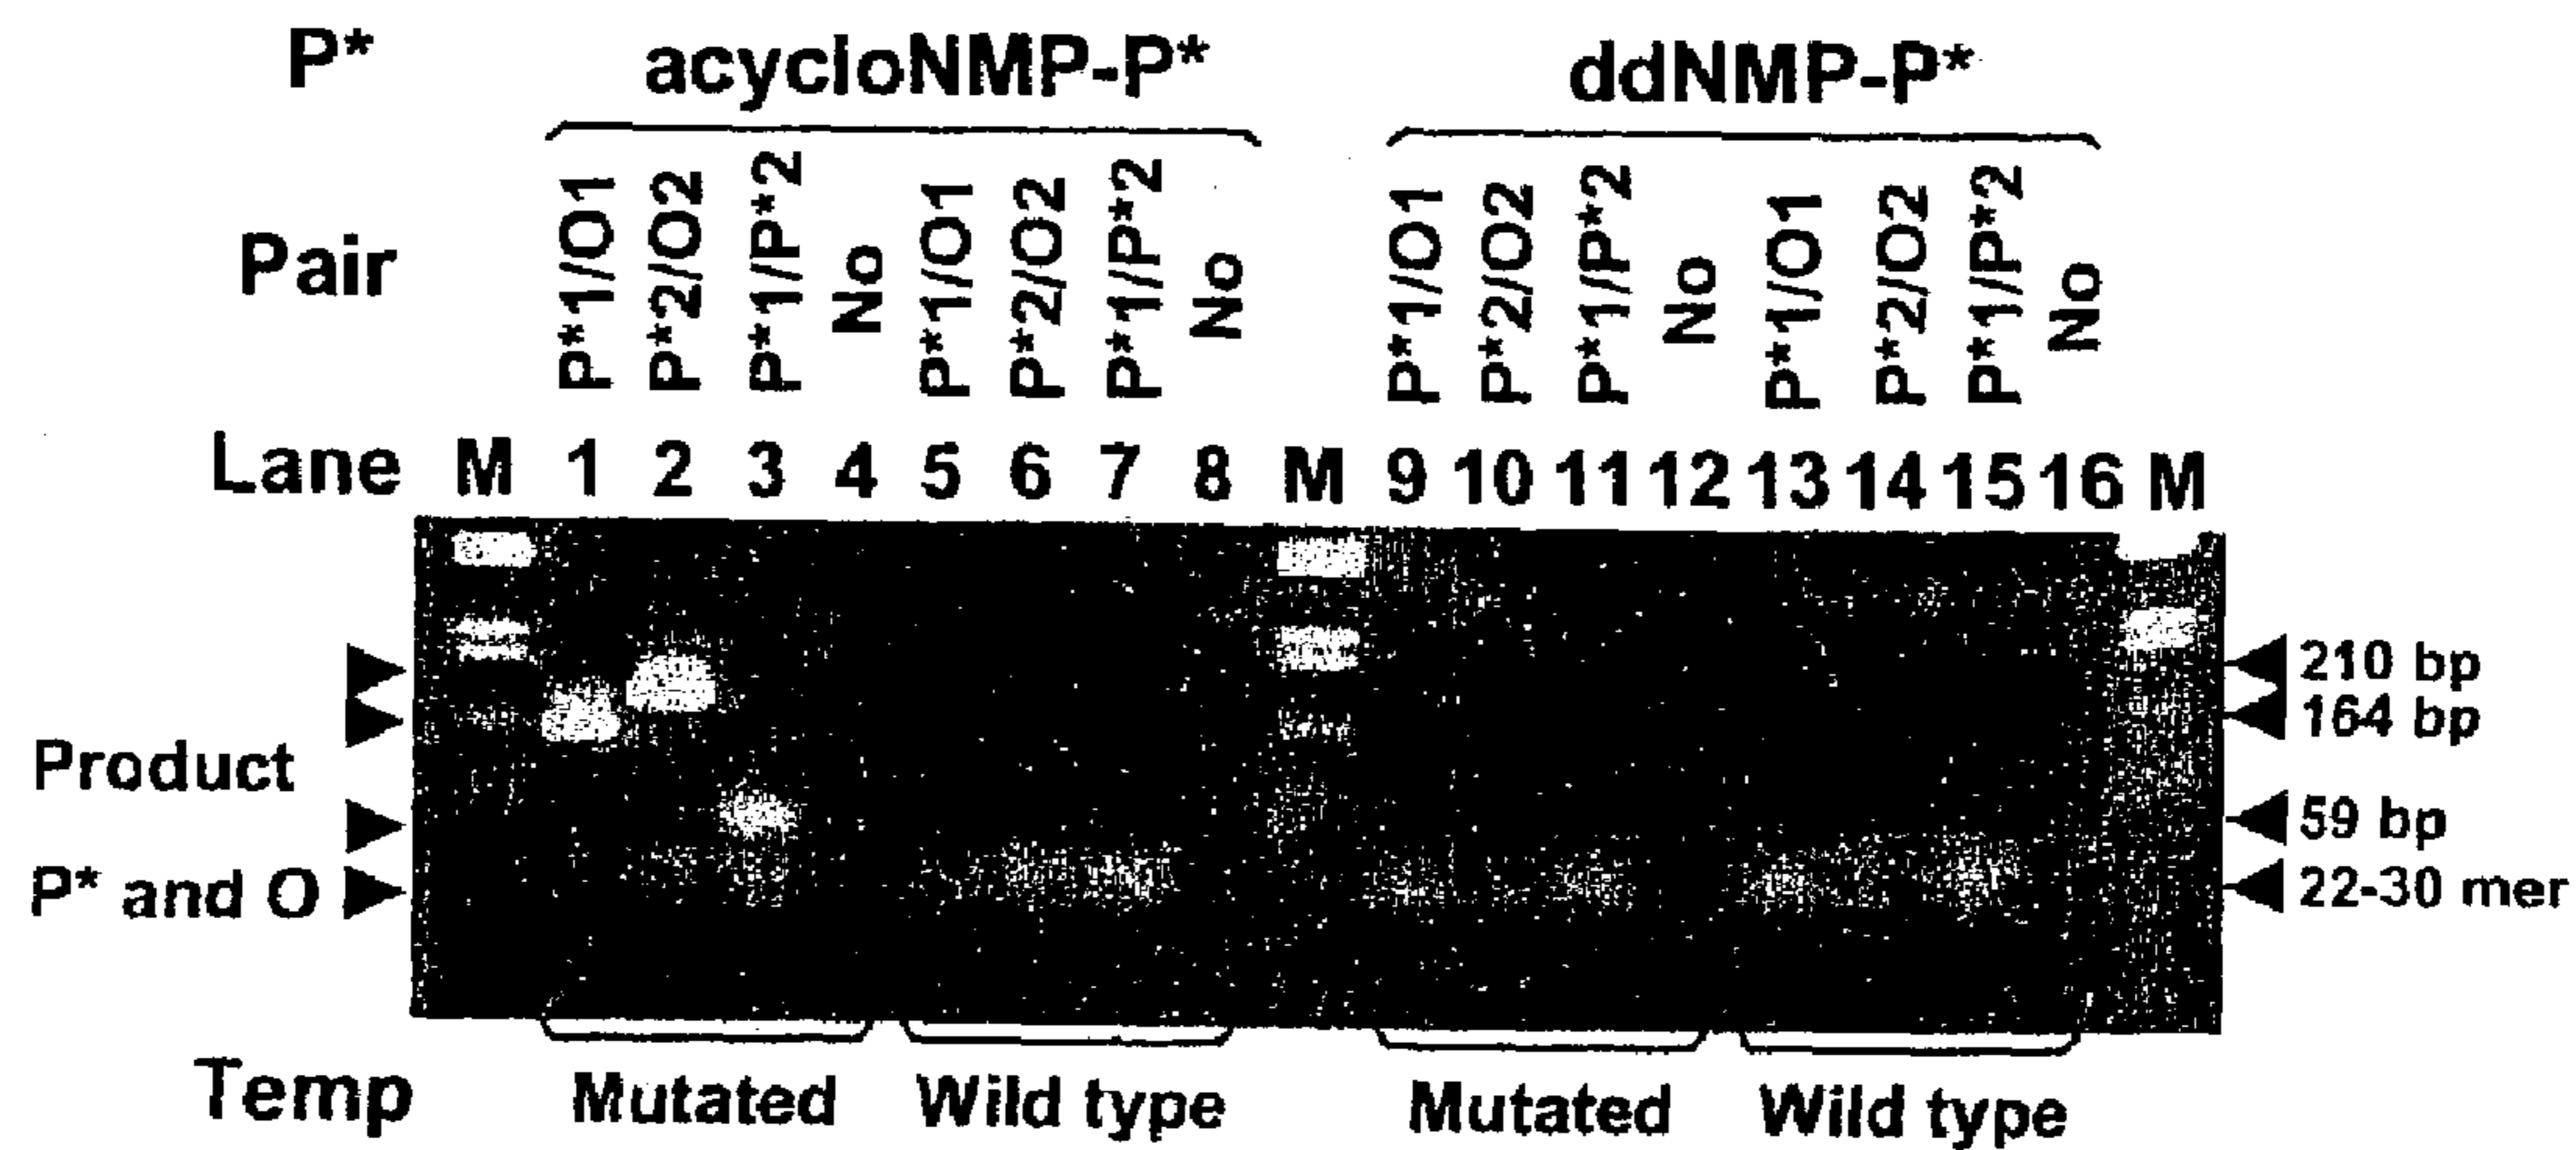 P* acycloNMP-P* ddNMP-P*
Pair P*1/O1 P*2/O2 P*1/P*2 No P*1/O1 P*2/O2 P*1/P*2 No P*1/O1 P*2/O2 P*1/P*2 No P*1/O1 P*2/O2 P*1/P*2 No
Lane M 1 2 3 4 5 6 7 8 M 9 10 11 12 13 14 15 16 M
210 bp
164 bp
Product
59 bp
P* and O 22-30 mer
Temp Mutated Wild type Mutated Wild type